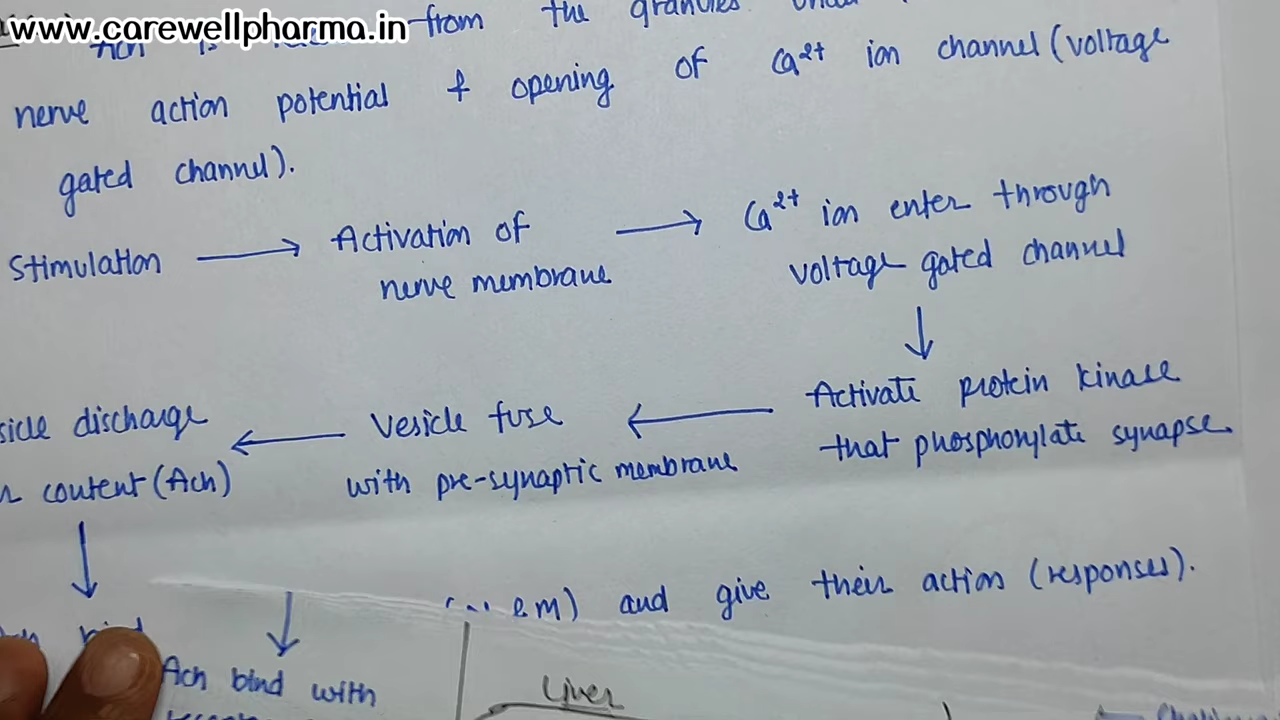 www.carewellpharma.in
from the granules
nerve action potential & opening of Ca2+ ion channel (voltage
gated channel).
Stimulation → Activation of → Ca2+ ion enter through
nerve membrane voltage gated channel
↓
Activate protein kinase
that phosphorylate synapse
sicle discharge ← Vesicle fuse ←
content (Ach) with pre-synaptic membrane
↓
M) and give their action (responses).
↓
Ach bind with
Liver